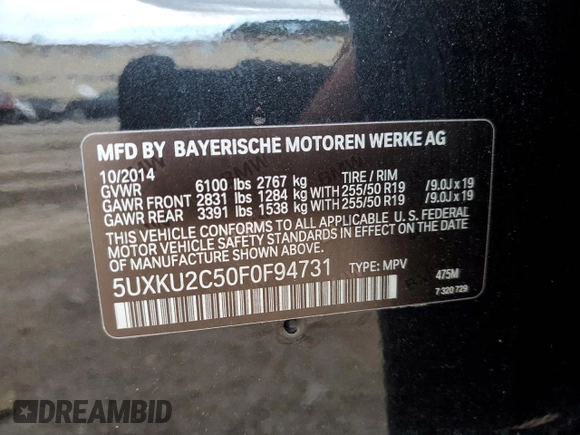 MFD BY BAYERISCHE MOTOREN WERKE AG
10/2014
GVWR 6100 lbs 2767 kg TIRE / RIM
GAWR FRONT 2831 lbs 1284 kg WITH 255/50 R19 /9.0J x 19
GAWR REAR 3391 lbs 1538 kg WITH 255/50 R19 /9.0J x 19
THIS VEHICLE CONFORMS TO ALL APPLICABLE U. S. FEDERAL
MOTOR VEHICLE SAFETY STANDARDS IN EFFECT ON THE DATE
OF MANUFACTURE SHOWN ABOVE.
5UXKU2C50F0F94731 TYPE: MPV 475M
7 320 729
DREAMBID